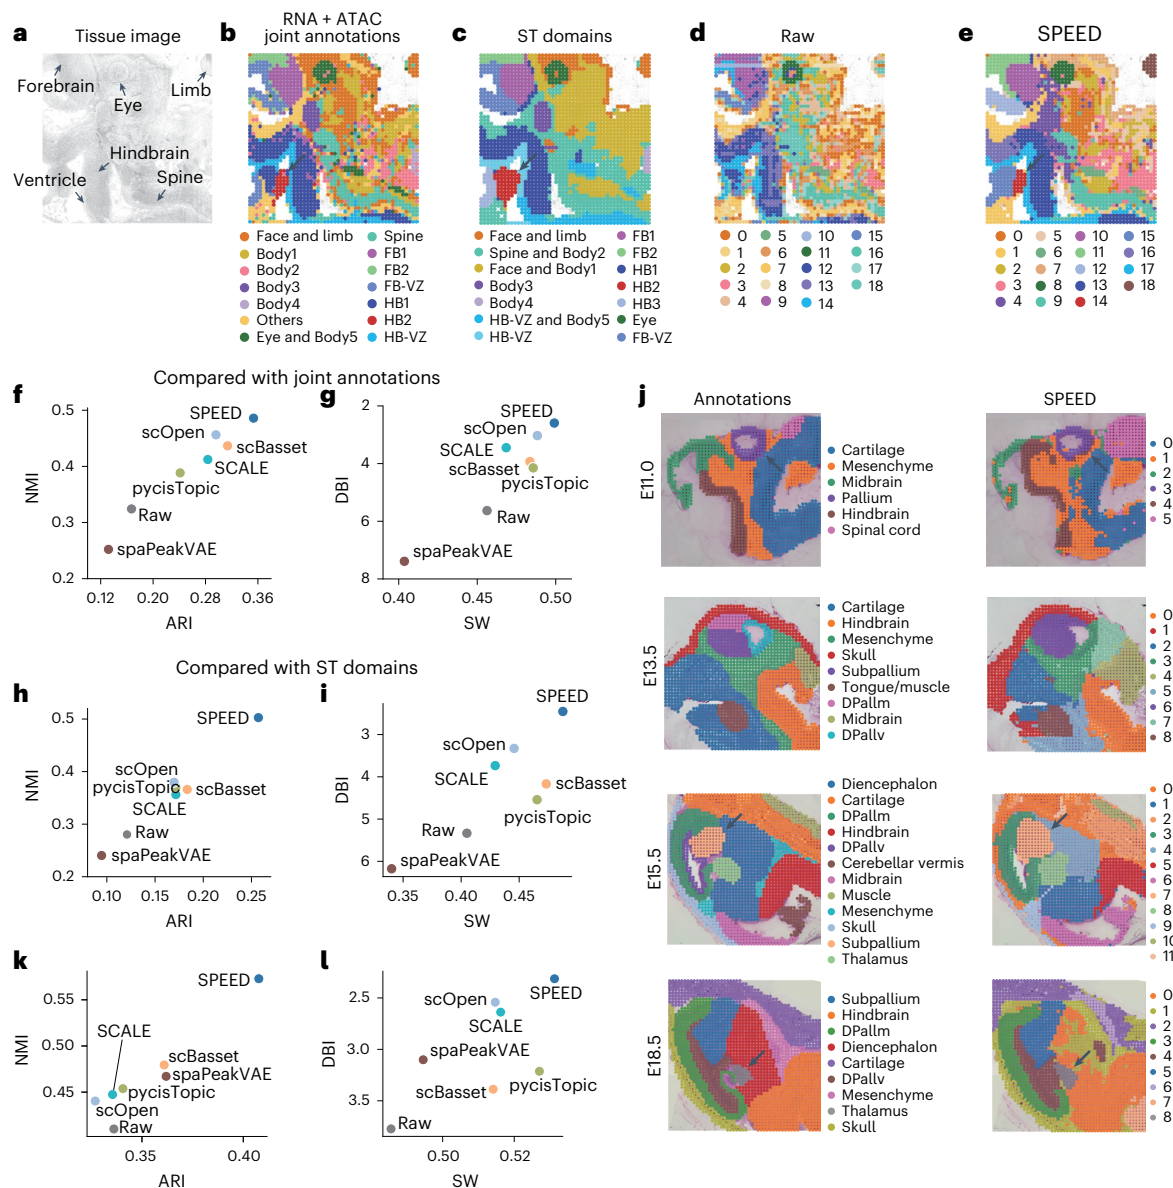 a
Tissue image
Forebrain
Eye
Limb
Hindbrain
Ventricle
Spine
b
RNA + ATAC
joint annotations
Face and limb
Body1
Body2
Body3
Body4
Others
Eye and Body5
Spine
FB1
FB2
FB-VZ
HB1
HB2
HB-VZ
c
ST domains
Face and limb
Spine and Body2
Face and Body1
Body3
Body4
HB-VZ and Body5
HB-VZ
FB1
FB2
HB1
HB2
HB3
Eye
FB-VZ
d
Raw
0 5 10 15
1 6 11 16
2 7 12 17
3 8 13 18
4 9 14
e
SPEED
0 5 10 15
1 6 11 16
2 7 12 17
3 8 13 18
4 9 14
Compared with joint annotations
f
NMI
0.5
0.4
0.3
0.2
SPEED
scOpen
scBasset
SCALE
pycisTopic
Raw
spaPeakVAE
0.12 0.20 0.28 0.36
ARI
g
DBI
2
4
6
8
SPEED
scOpen
SCALE
scBasset
pycisTopic
Raw
spaPeakVAE
0.40 0.45 0.50
SW
Compared with ST domains
h
NMI
0.5
0.4
0.3
0.2
SPEED
scOpen
pycisTopic
scBasset
SCALE
Raw
spaPeakVAE
0.10 0.15 0.20 0.25
ARI
i
DBI
3
4
5
6
SPEED
scOpen
SCALE
scBasset
pycisTopic
Raw
spaPeakVAE
0.35 0.40 0.45
SW
k
NMI
0.55
0.50
0.45
SPEED
SCALE
scBasset
spaPeakVAE
pycisTopic
scOpen
Raw
0.35 0.40
ARI
l
DBI
2.5
3.0
3.5
scOpen
SPEED
SCALE
spaPeakVAE
pycisTopic
scBasset
Raw
0.50 0.52
SW
j
Annotations
SPEED
E11.0
Cartilage
Mesenchyme
Midbrain
Pallium
Hindbrain
Spinal cord
0
1
2
3
4
5
E13.5
Cartilage
Hindbrain
Mesenchyme
Skull
Subpallium
Tongue/muscle
DPallm
Midbrain
DPallv
0
1
2
3
4
5
6
7
8
E15.5
Diencephalon
Cartilage
DPallm
Hindbrain
DPallv
Cerebellar vermis
Midbrain
Muscle
Mesenchyme
Skull
Subpallium
Thalamus
0
1
2
3
4
5
6
7
8
9
10
11
E18.5
Subpallium
Hindbrain
DPallm
Diencephalon
Cartilage
DPallv
Mesenchyme
Thalamus
Skull
0
1
2
3
4
5
6
7
8